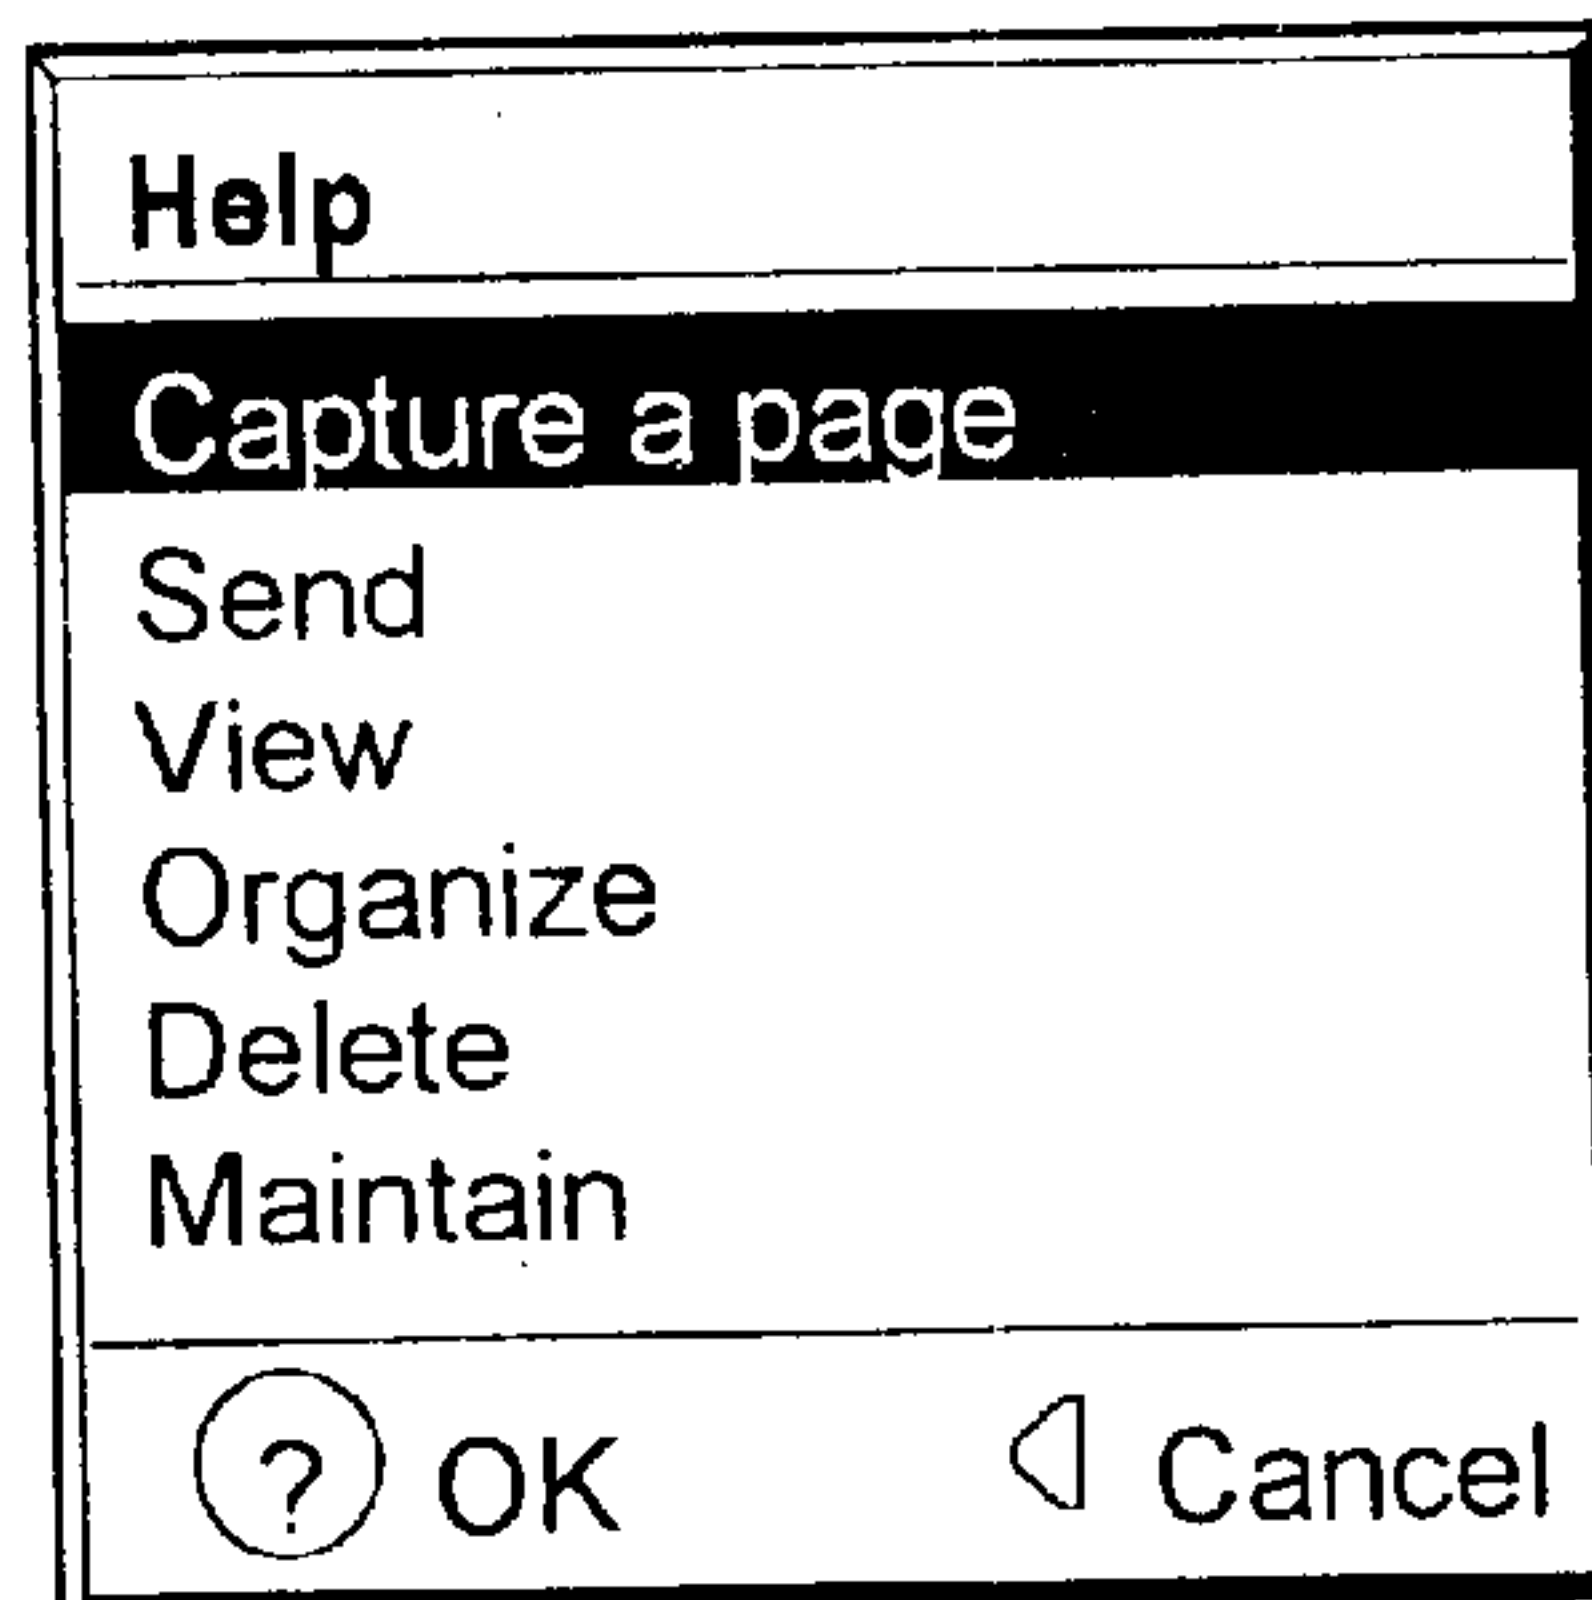 Help
Capture a page
Send
View
Organize
Delete
Maintain
? OK Cancel